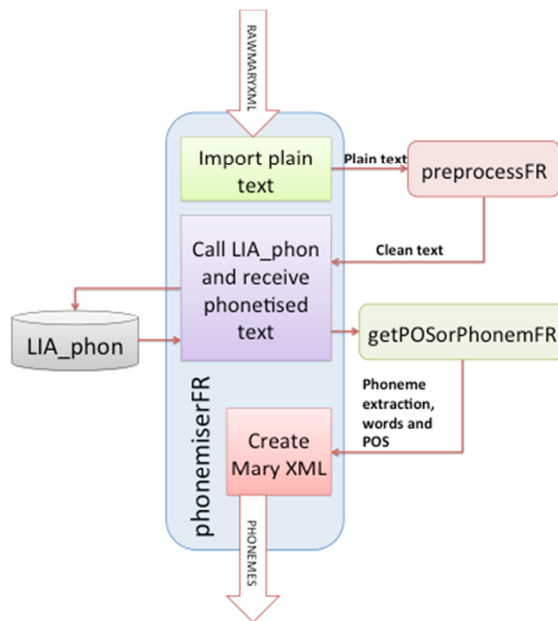 RAWMARYXML
Import plain
text
Plain text
preprocessFR
Clean text
Call LIA_phon
and receive
phonetised
text
LIA_phon
getPOSorPhonemFR
Phoneme
extraction,
words and
POS
Create
Mary XML
phonemiserFR
PHONEMES